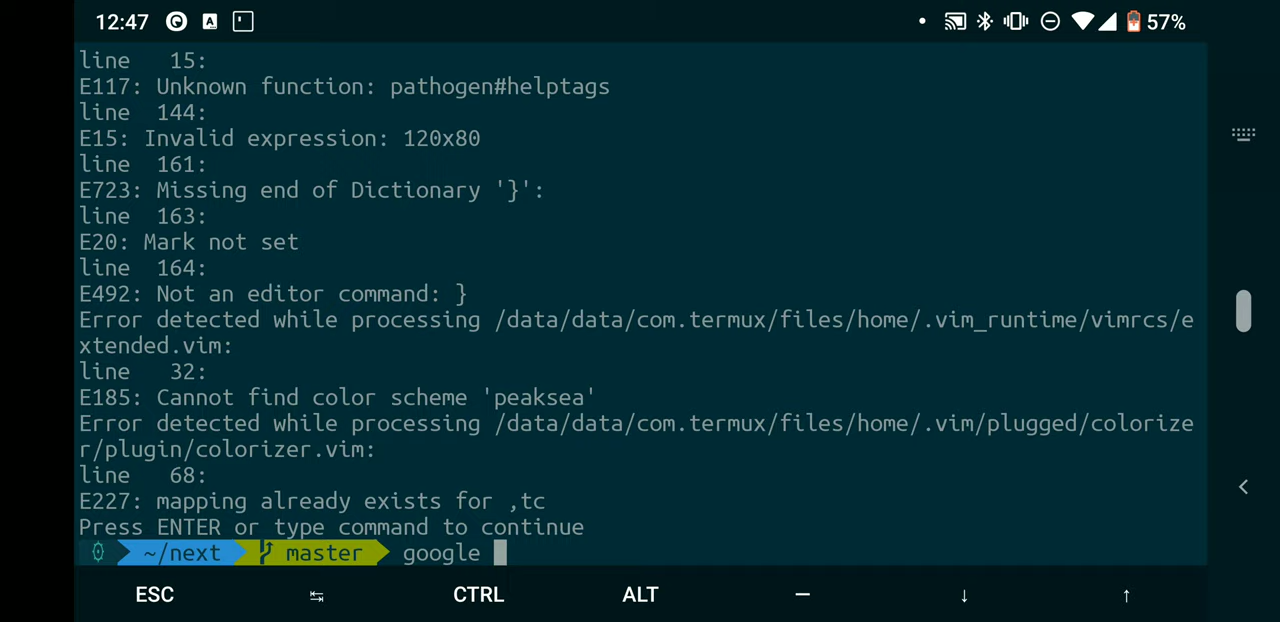 12:47 A 57%
line   15:
E117: Unknown function: pathogen#helptags
line  144:
E15: Invalid expression: 120x80
line  161:
E723: Missing end of Dictionary '}':
line  163:
E20: Mark not set
line  164:
E492: Not an editor command: }
Error detected while processing /data/data/com.termux/files/home/.vim_runtime/vimrcs/e
xtended.vim:
line   32:
E185: Cannot find color scheme 'peaksea'
Error detected while processing /data/data/com.termux/files/home/.vim/plugged/colorize
r/plugin/colorizer.vim:
line   68:
E227: mapping already exists for ,tc
Press ENTER or type command to continue
~/next master google
ESC ↹ CTRL ALT — ↓ ↑